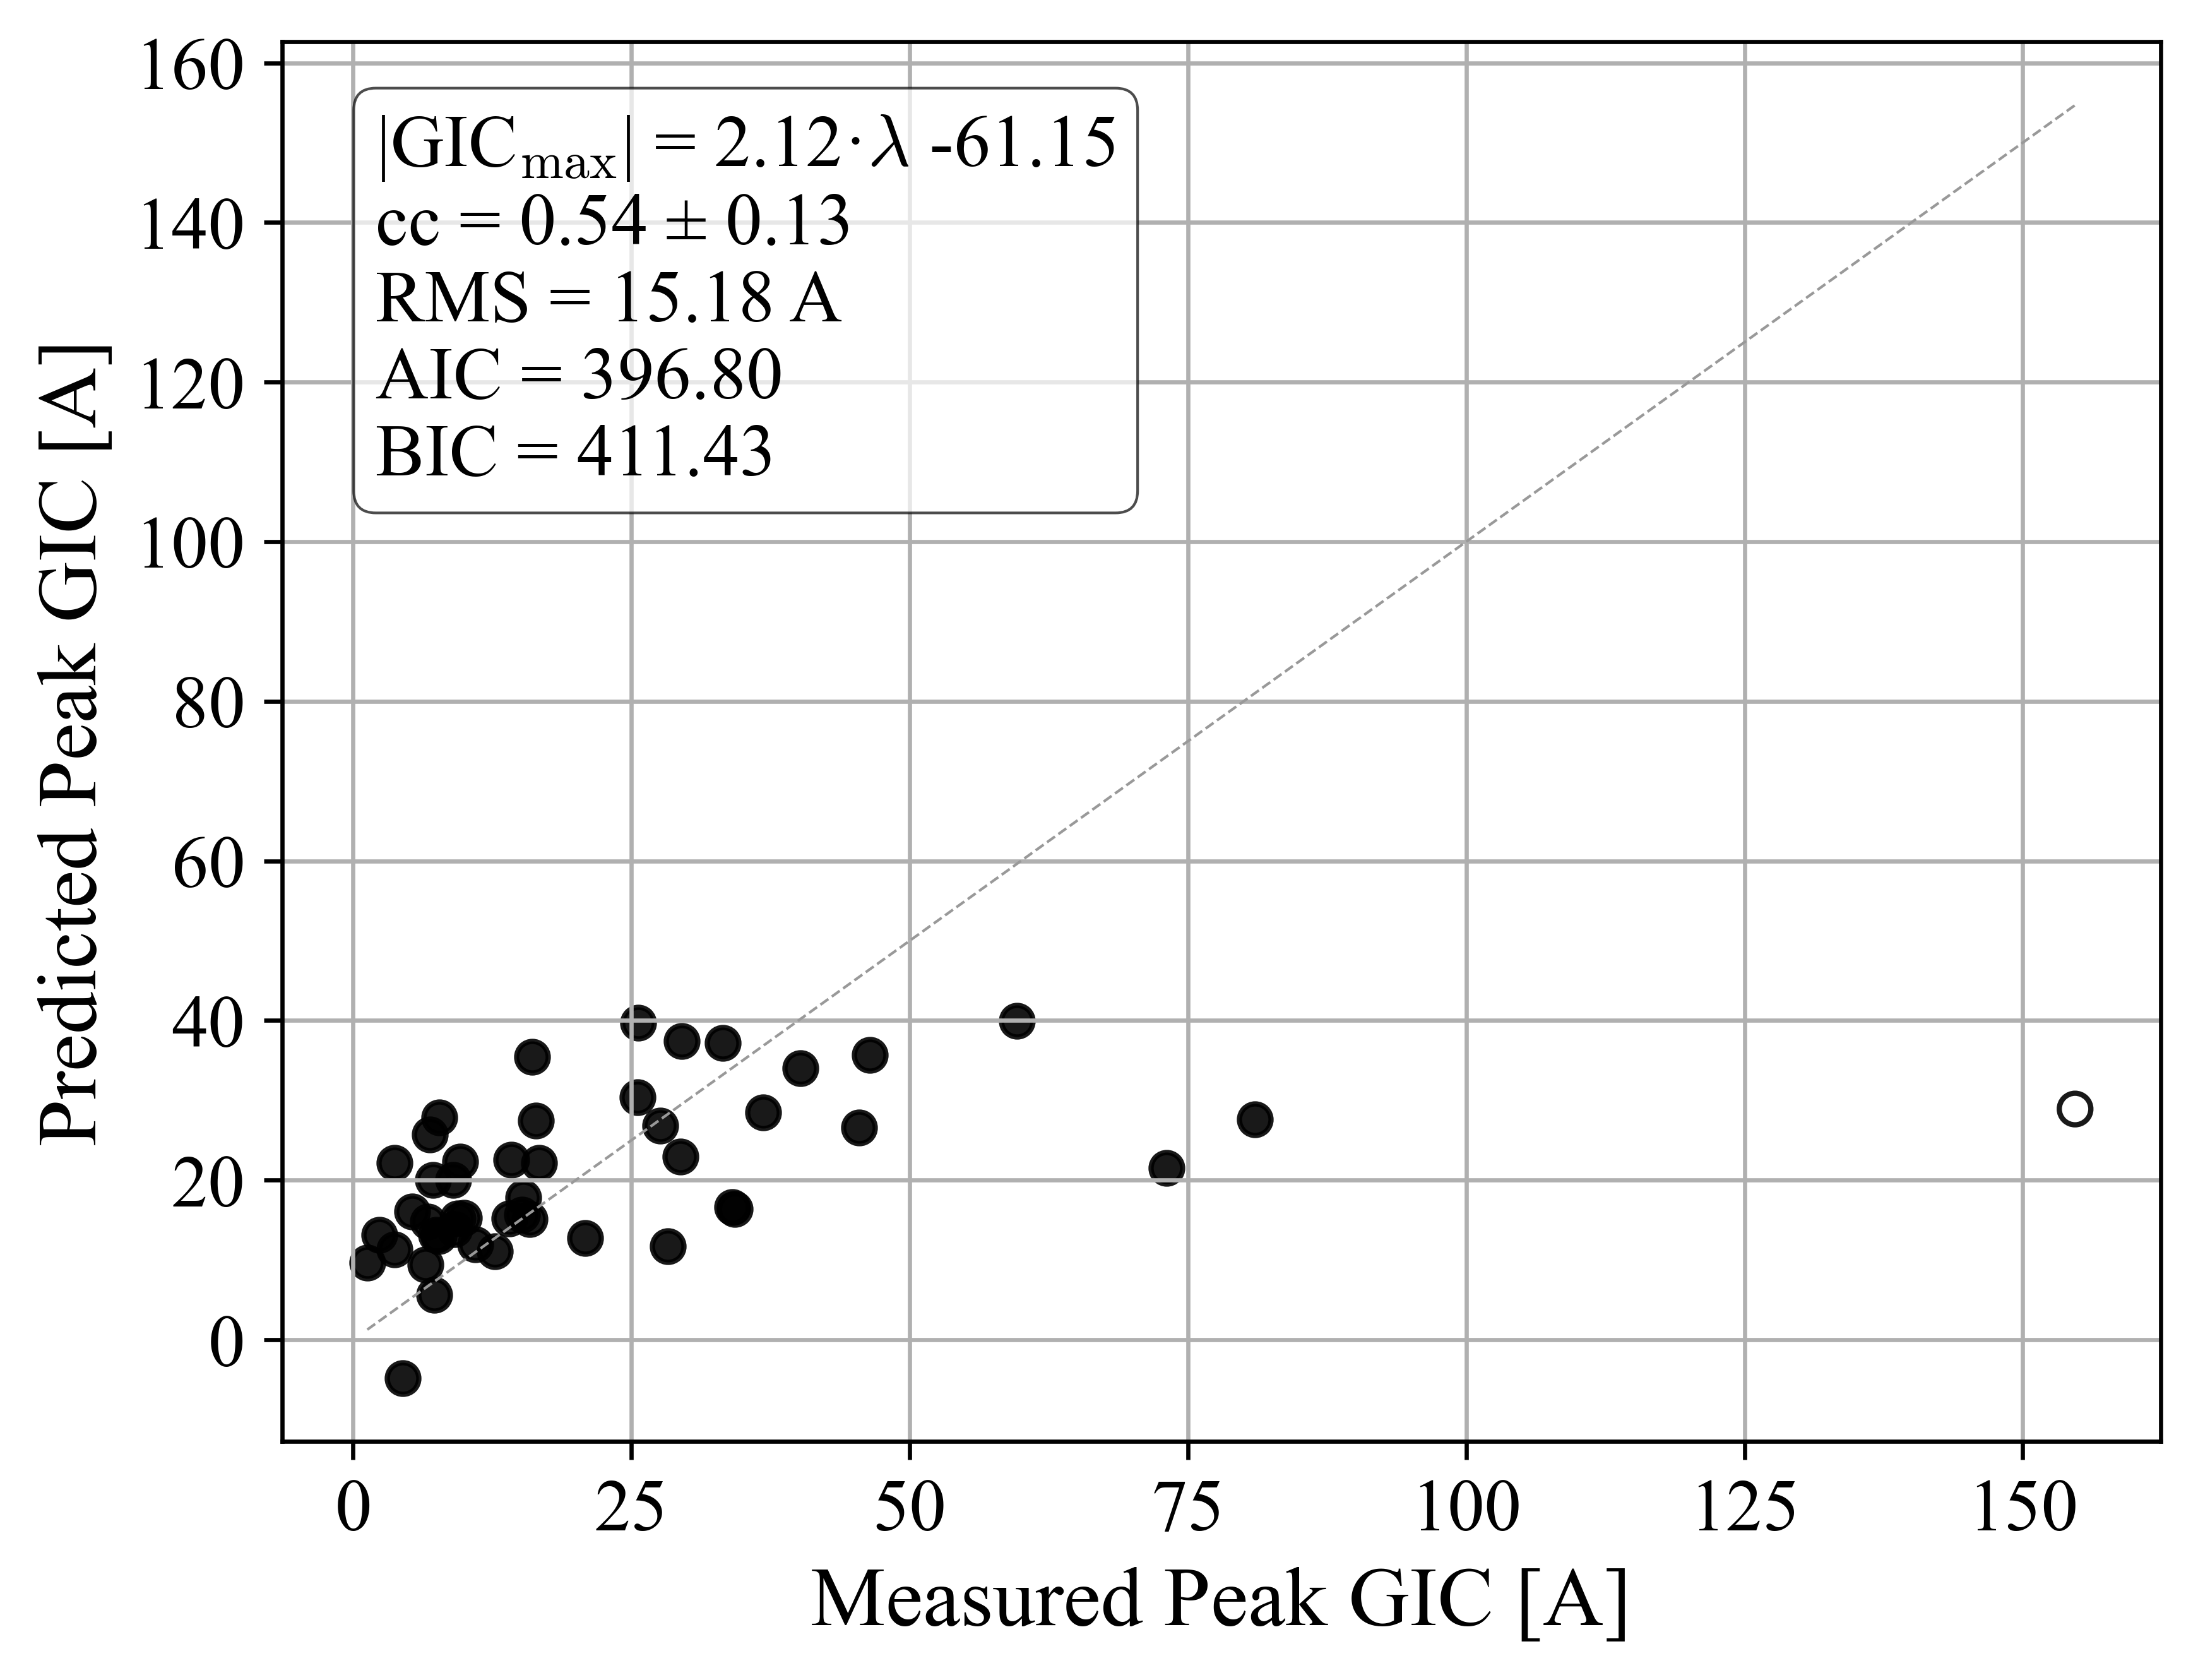 |GIC_max| = 2.12·λ -61.15
cc = 0.54 ± 0.13
RMS = 15.18 A
AIC = 396.80
BIC = 411.43
Predicted Peak GIC [A]
160
140
120
100
80
60
40
20
0
0 25 50 75 100 125 150
Measured Peak GIC [A]